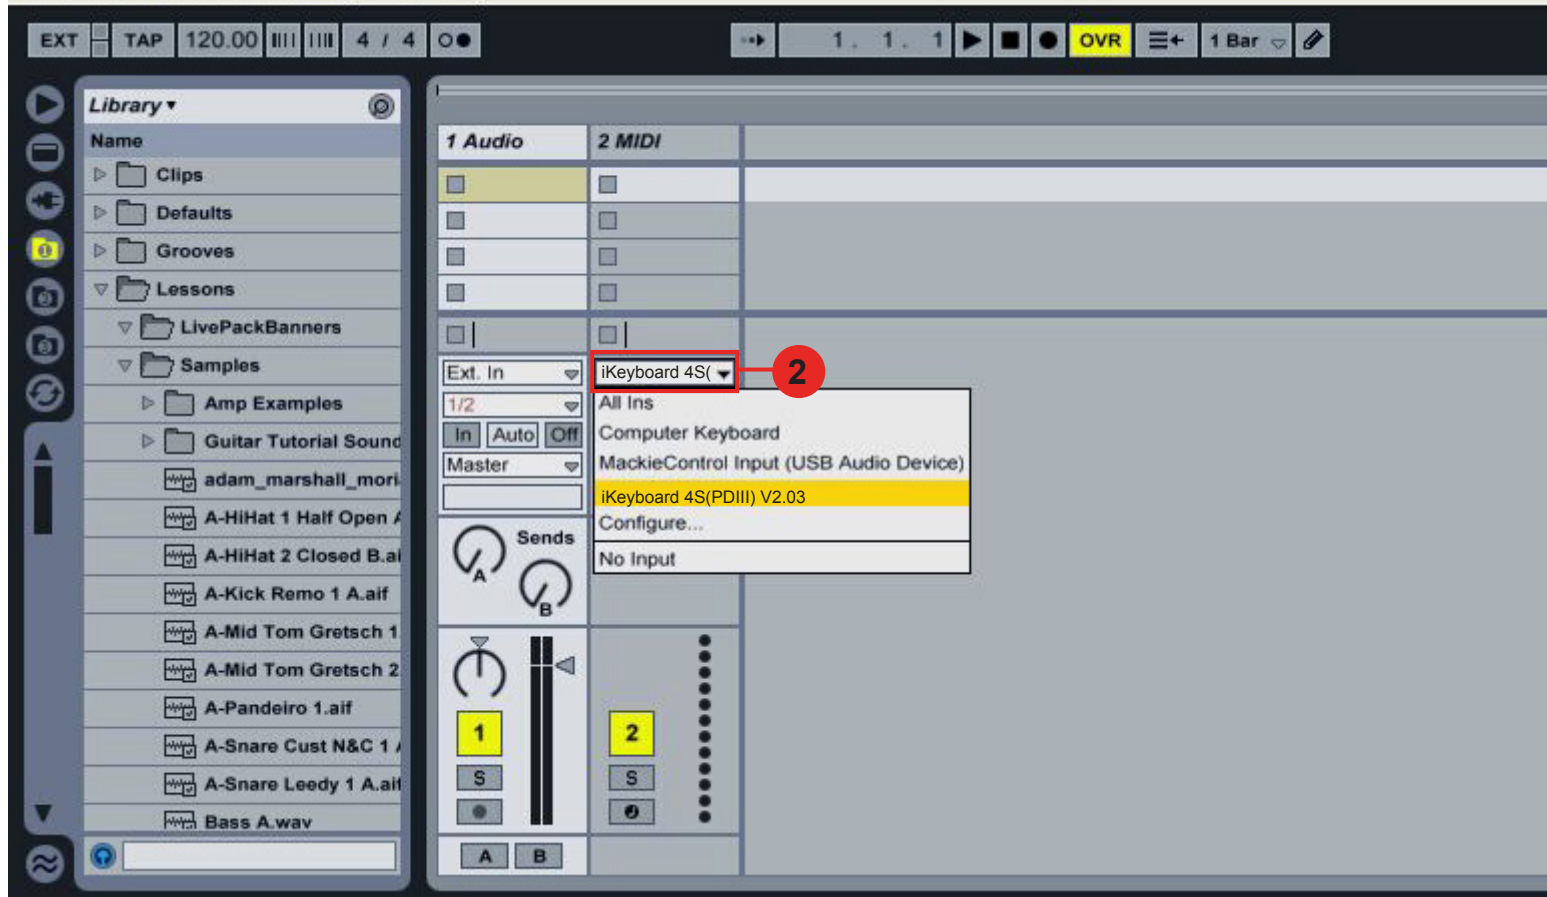 EXT TAP 120.00 4 / 4 1. 1. 1 OVR 1 Bar
Library
Name
Clips
Defaults
Grooves
Lessons
LivePackBanners
Samples
Amp Examples
Guitar Tutorial Sound
adam_marshall_mori
A-HiHat 1 Half Open A
A-HiHat 2 Closed B.ai
A-Kick Remo 1 A.aif
A-Mid Tom Gretsch 1
A-Mid Tom Gretsch 2
A-Pandeiro 1.aif
A-Snare Cust N&C 1 A
A-Snare Leedy 1 A.aif
Bass A.wav
1 Audio
2 MIDI
Ext. In
1/2
In Auto Off
Master
Sends
A
B
1
S
A B
iKeyboard 4S(
2
All Ins
Computer Keyboard
MackieControl Input (USB Audio Device)
iKeyboard 4S(PDIII) V2.03
Configure...
No Input
2
S